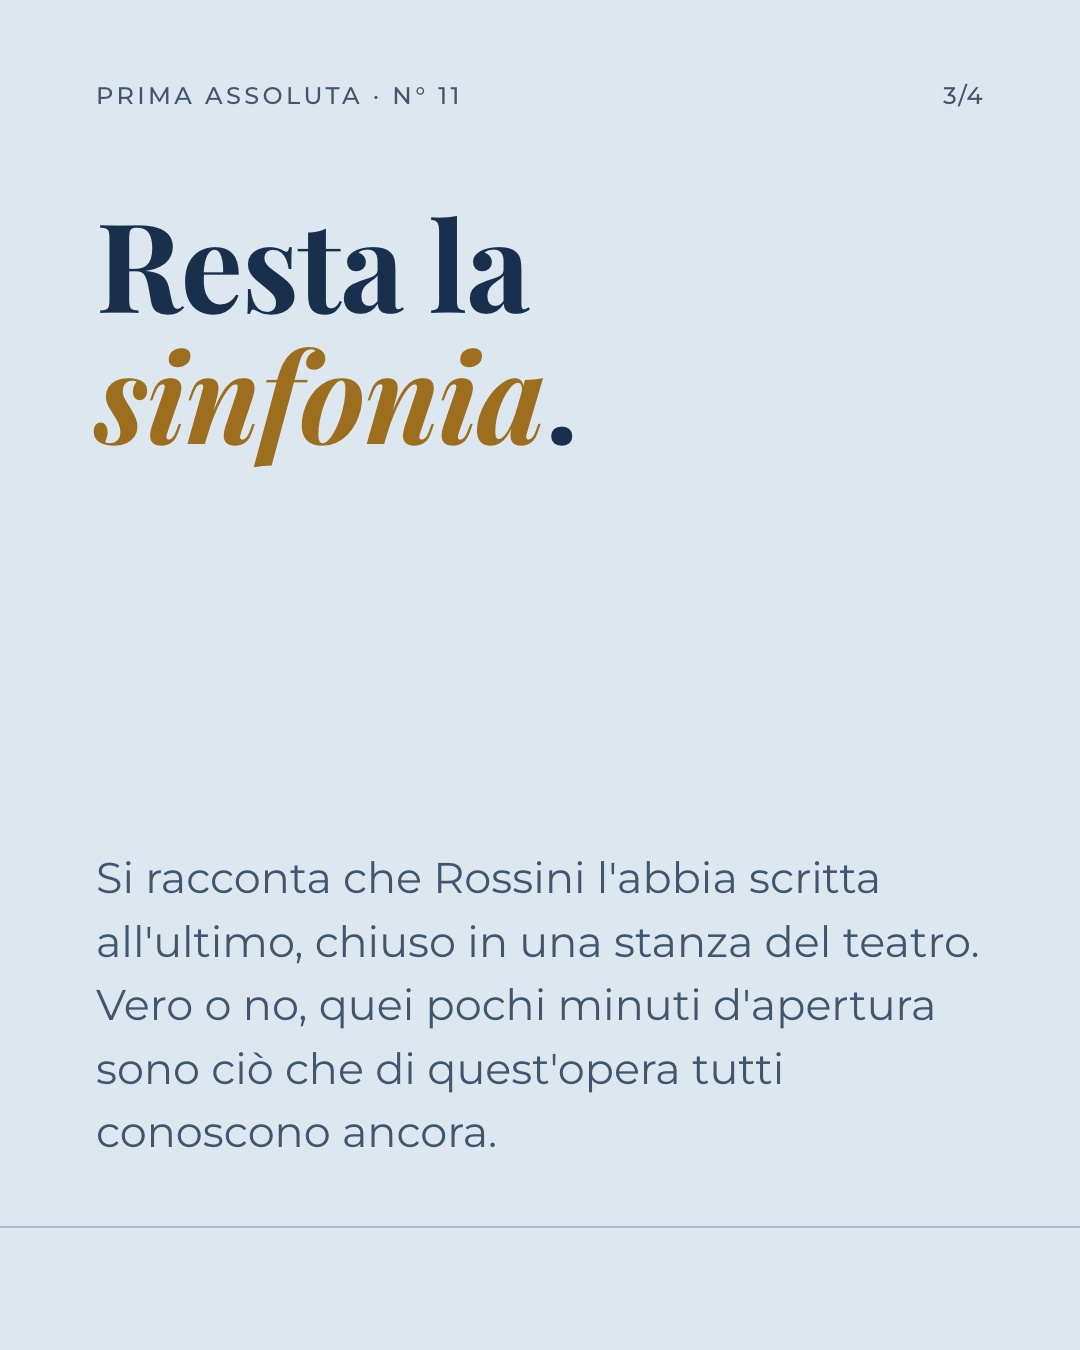 PRIMA ASSOLUTA · N° 11
3/4
Resta la
sinfonia.
Si racconta che Rossini l'abbia scritta
all'ultimo, chiuso in una stanza del teatro.
Vero o no, quei pochi minuti d'apertura
sono ciò che di quest'opera tutti
conoscono ancora.